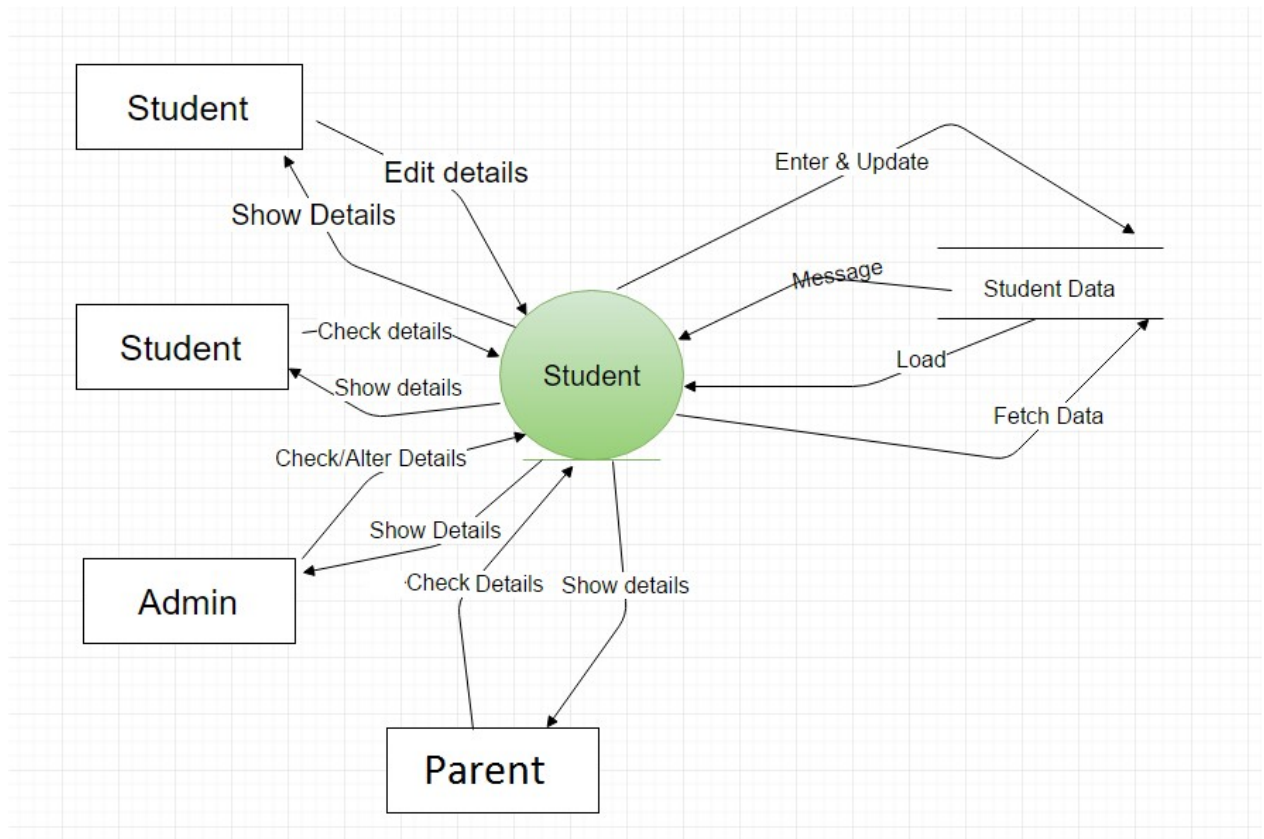 Student
Edit details
Show Details
Enter & Update
Message
Student Data
Student
Check details
Show details
Student
Load
Fetch Data
Check/Alter Details
Show Details
Check Details
Show details
Admin
Parent